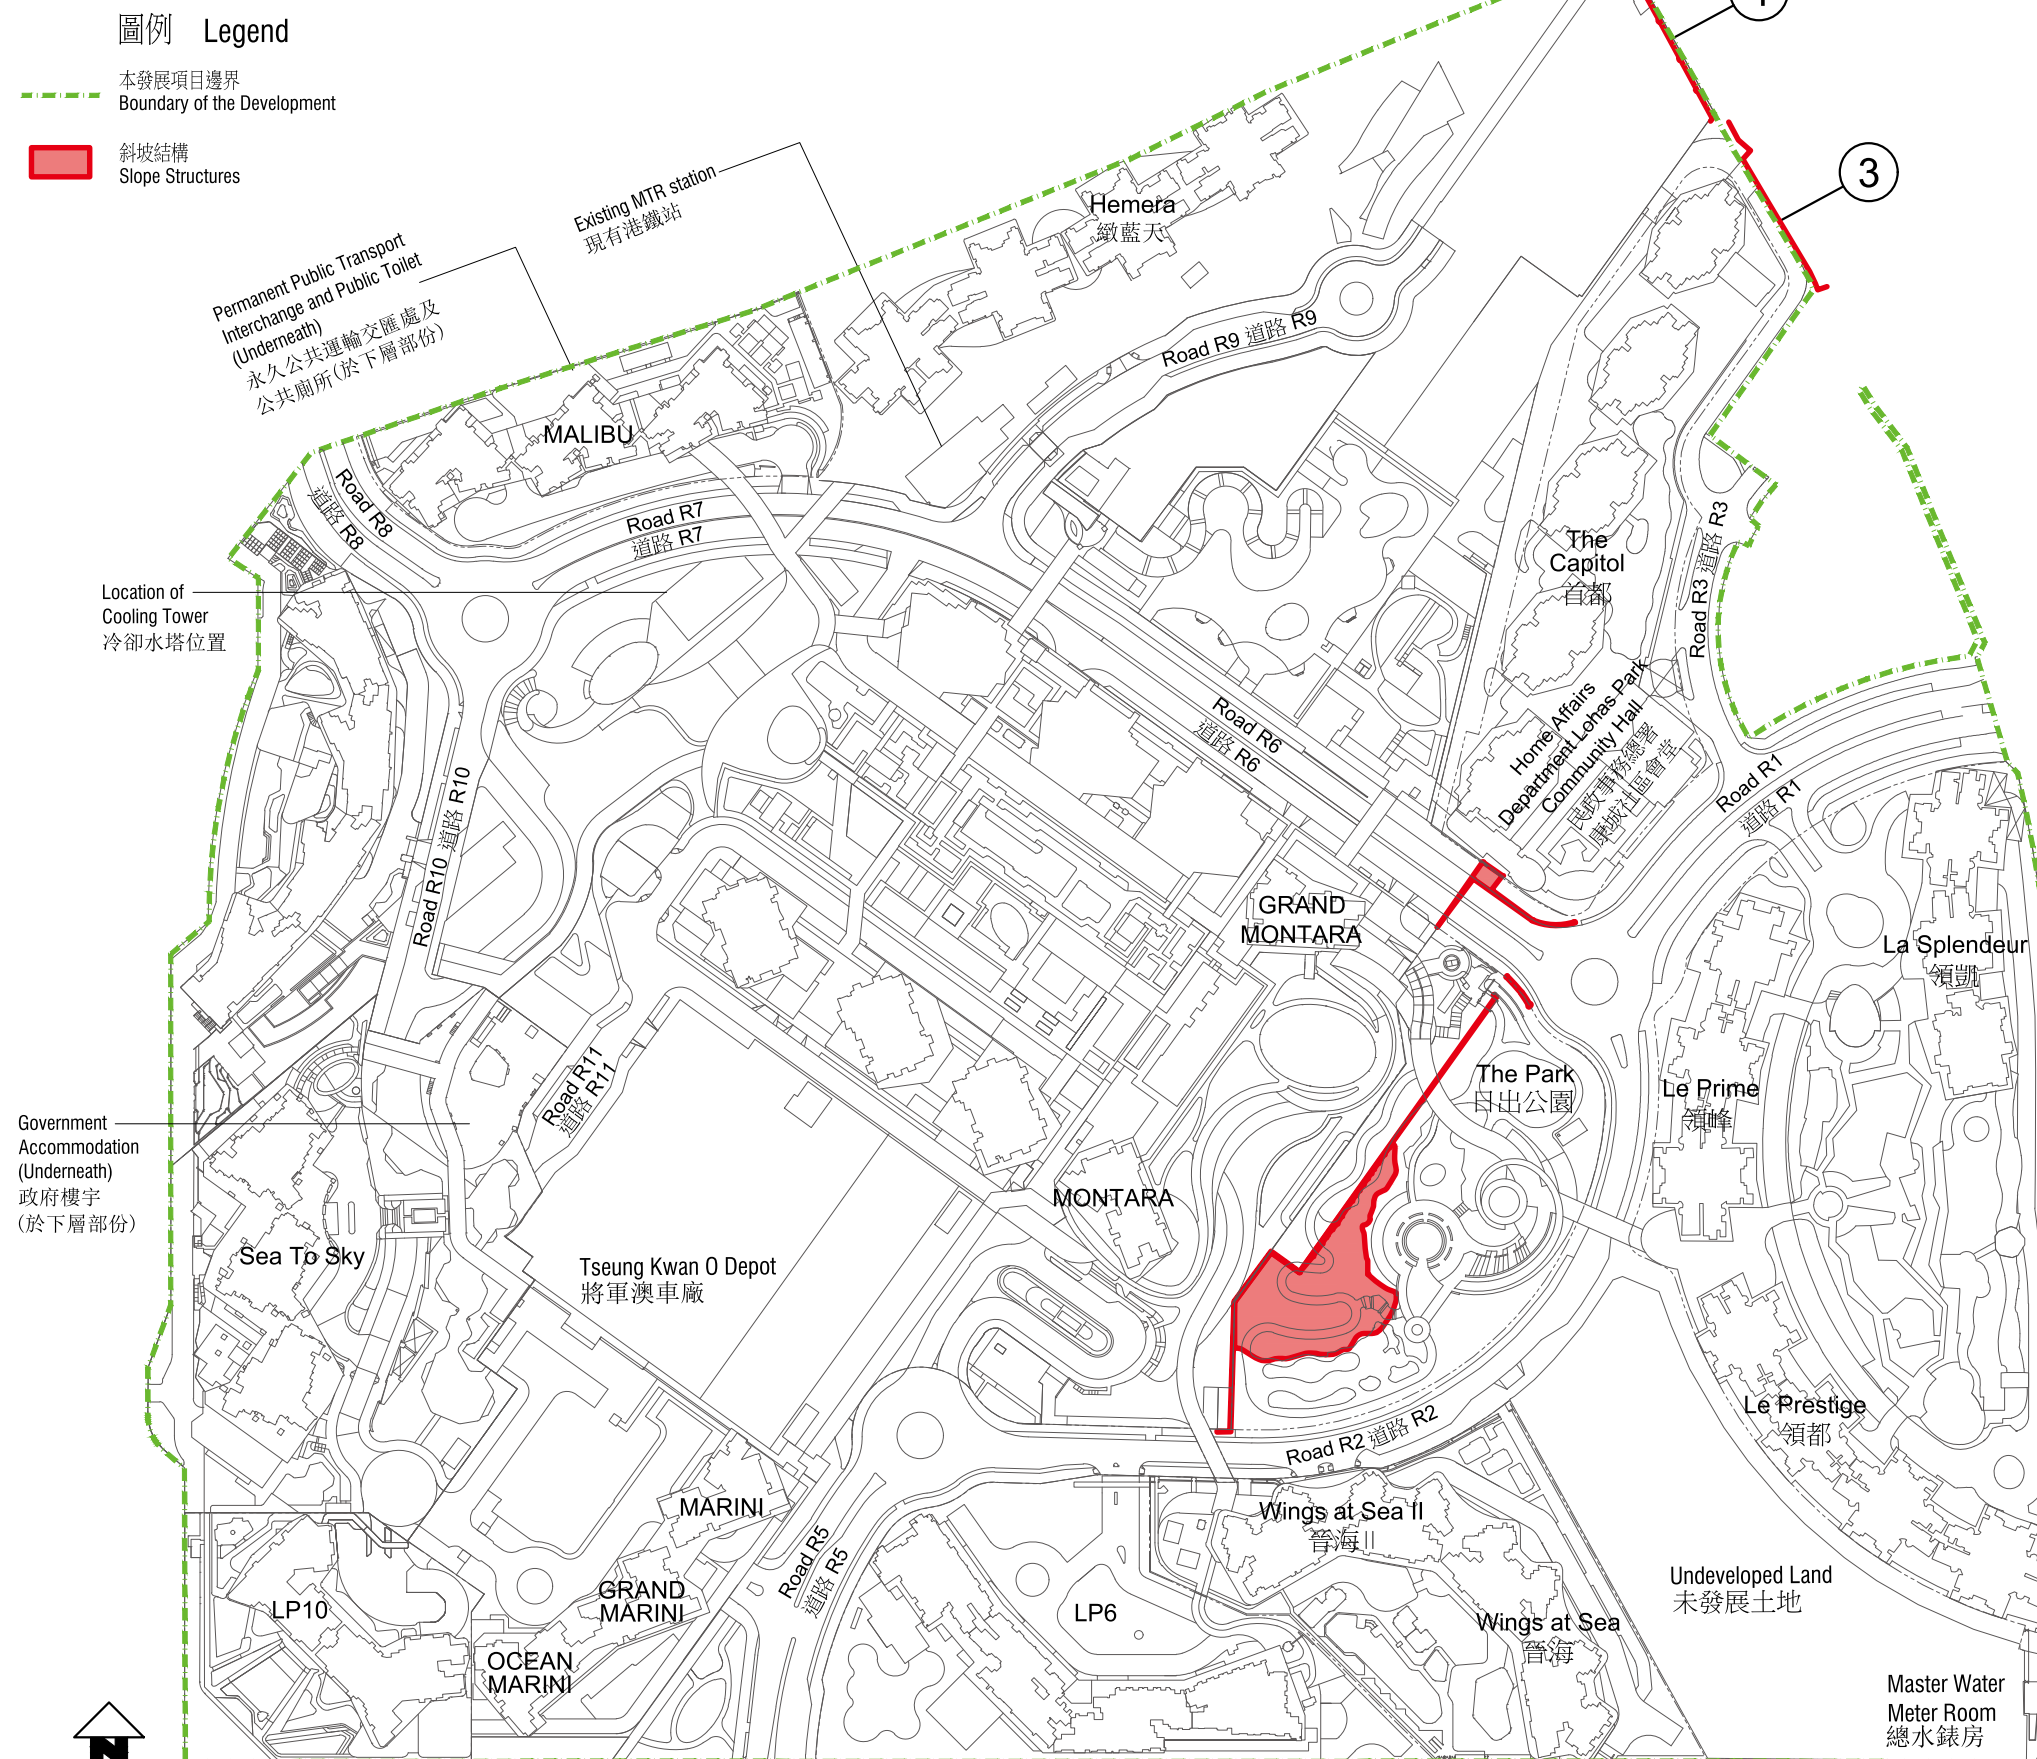 圖例 Legend
本發展項目邊界
Boundary of the Development
斜坡結構
Slope Structures
3
Existing MTR station
現有港鐵站
Permanent Public Transport
Interchange and Public Toilet
(Underneath)
永久公共運輸交匯處及
公共廁所(於下層部份)
Hemera
緻藍天
Road R9 道路 R9
MALIBU
Road R8
道路 R8
Road R7
道路 R7
The
Capitol
首都
Road R3 道路 R3
Location of
Cooling Tower
冷卻水塔位置
Home Affairs
Department Lohas Park
Community Hall
民政事務總署
康城社區會堂
Road R6
道路 R6
Road R1
道路 R1
Road R10 道路 R10
GRAND
MONTARA
La Splendeur
領凱
The Park
日出公園
Le Prime
領峰
Road R11
道路 R11
Government
Accommodation
(Underneath)
政府樓宇
(於下層部份)
MONTARA
Sea To Sky
Tseung Kwan O Depot
將軍澳車廠
Le Prestige
領都
Road R2 道路 R2
MARINI
Wings at Sea II
晉海 II
Road R5
道路 R5
Undeveloped Land
未發展土地
GRAND
MARINI
LP10
LP6
Wings at Sea
晉海
OCEAN
MARINI
Master Water
Meter Room
總水錶房